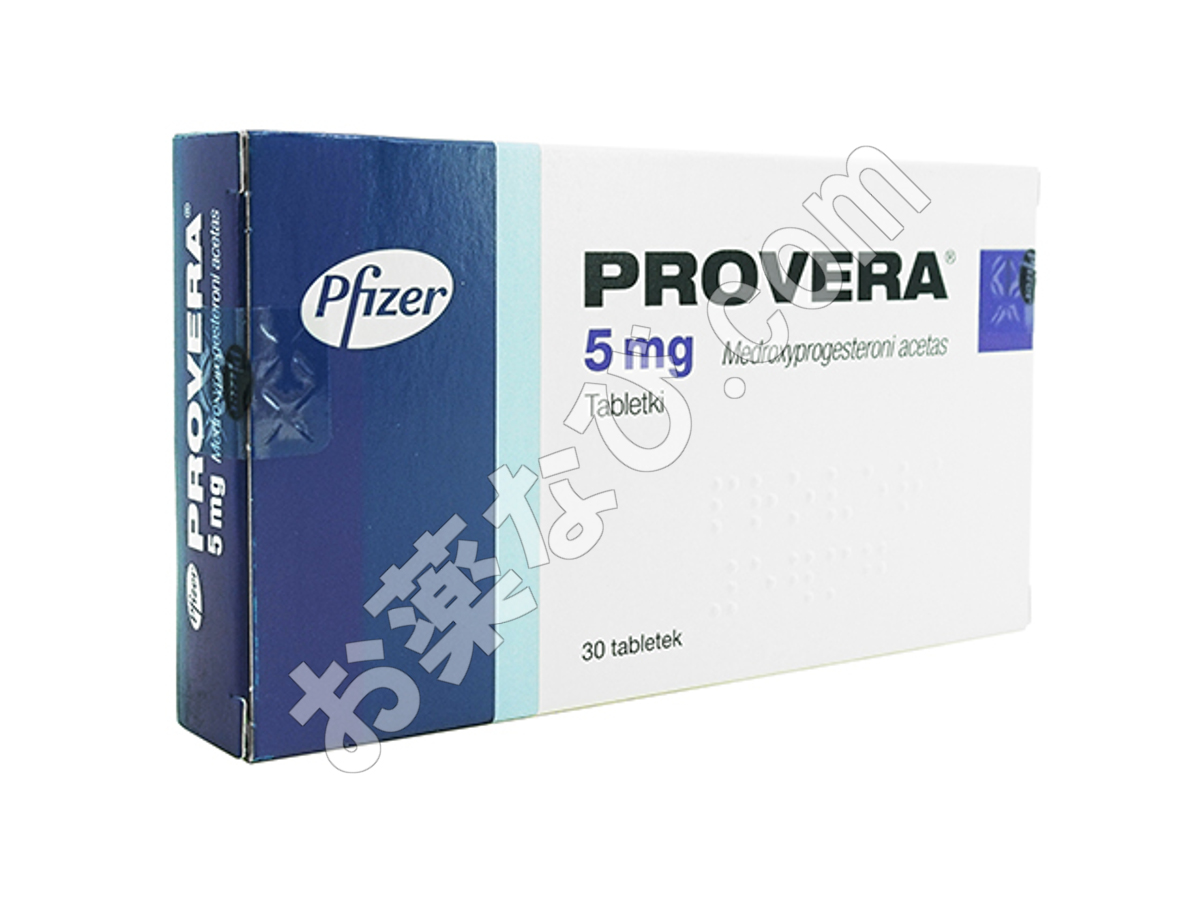 Pfizer
PROVERA®
5 mg Medroxyprogesteroni acetas
Tabletki
30 tabletek
PROVERA®
5 mg Medroxyprogesteroni acetas
Pfizer
お薬なび.com